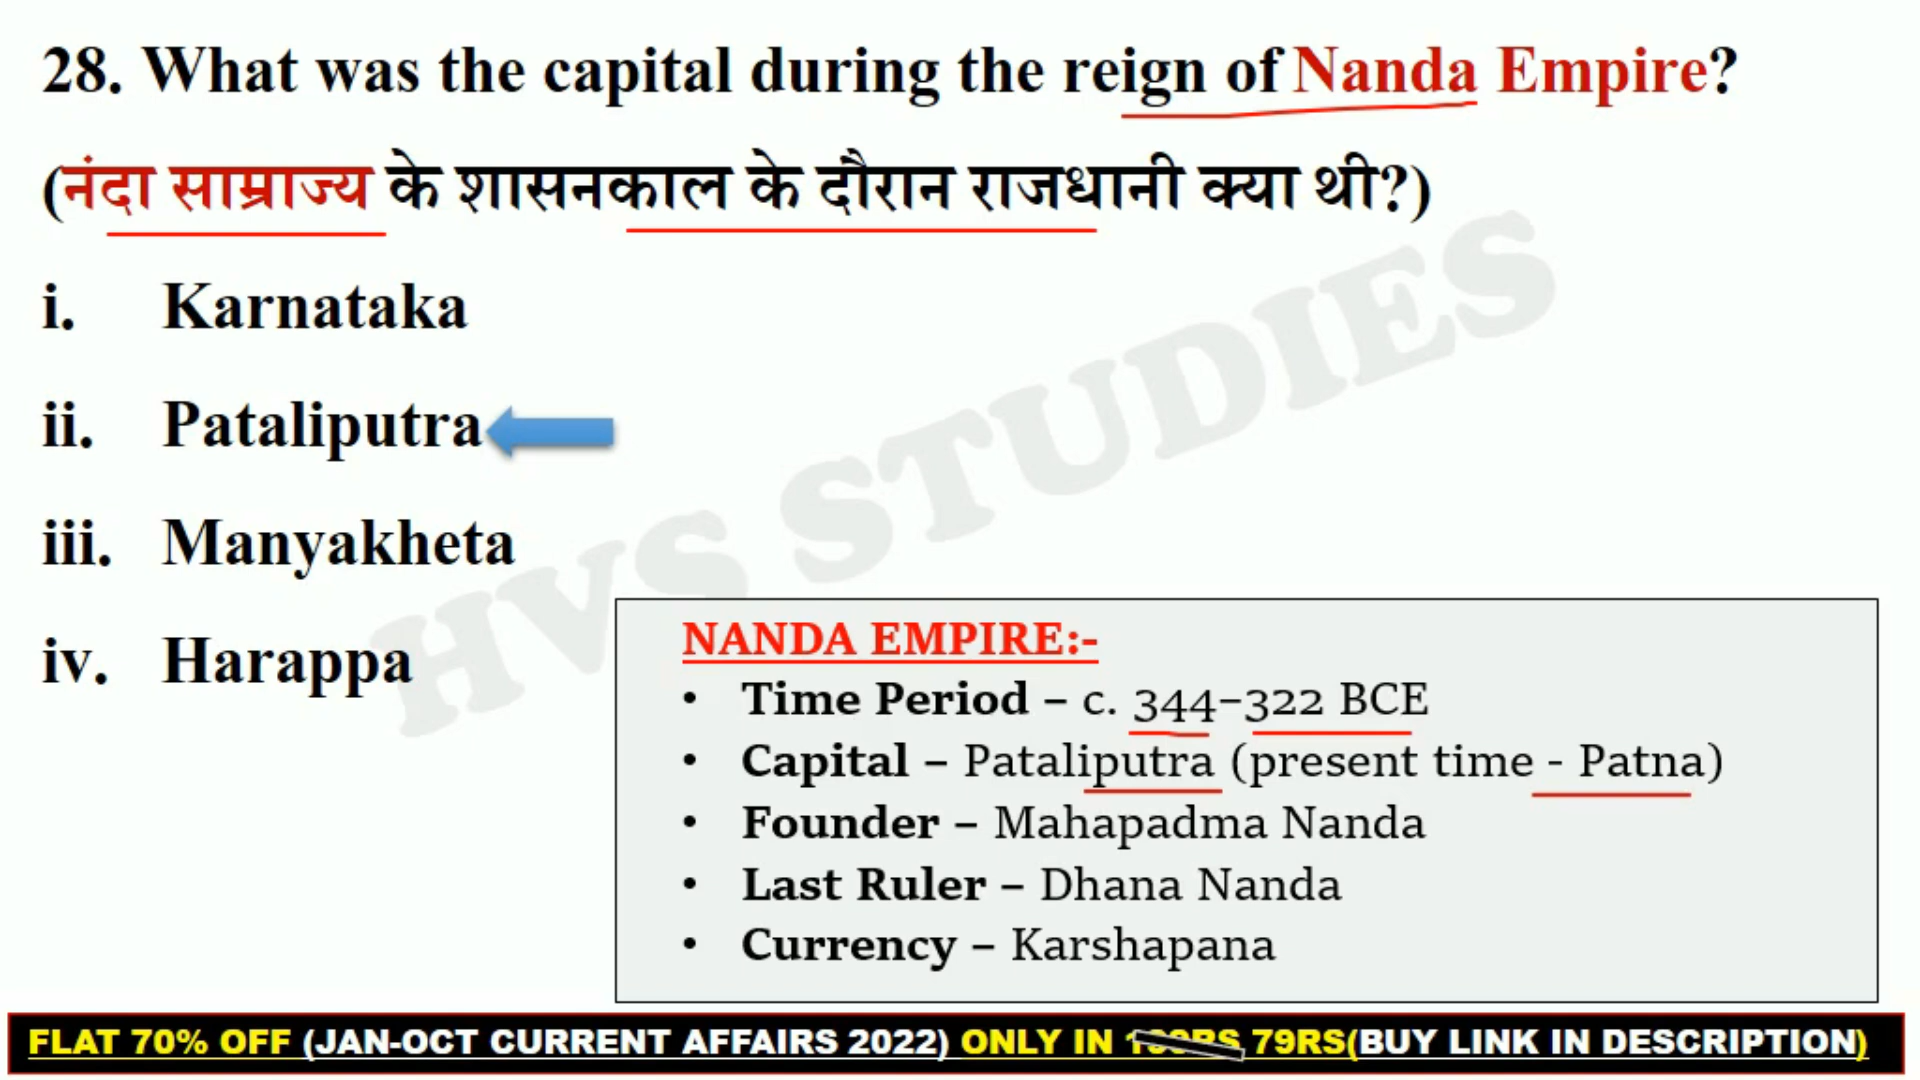 28. What was the capital during the reign of Nanda Empire?
(नंदा साम्राज्य के शासनकाल के दौरान राजधानी क्या थी?)
i. Karnataka
ii. Pataliputra
iii. Manyakheta
iv. Harappa
HVS STUDIES
NANDA EMPIRE:-
• Time Period – c. 344–322 BCE
• Capital – Pataliputra (present time - Patna)
• Founder – Mahapadma Nanda
• Last Ruler – Dhana Nanda
• Currency – Karshapana
FLAT 70% OFF (JAN-OCT CURRENT AFFAIRS 2022) ONLY IN 79RS(BUY LINK IN DESCRIPTION)